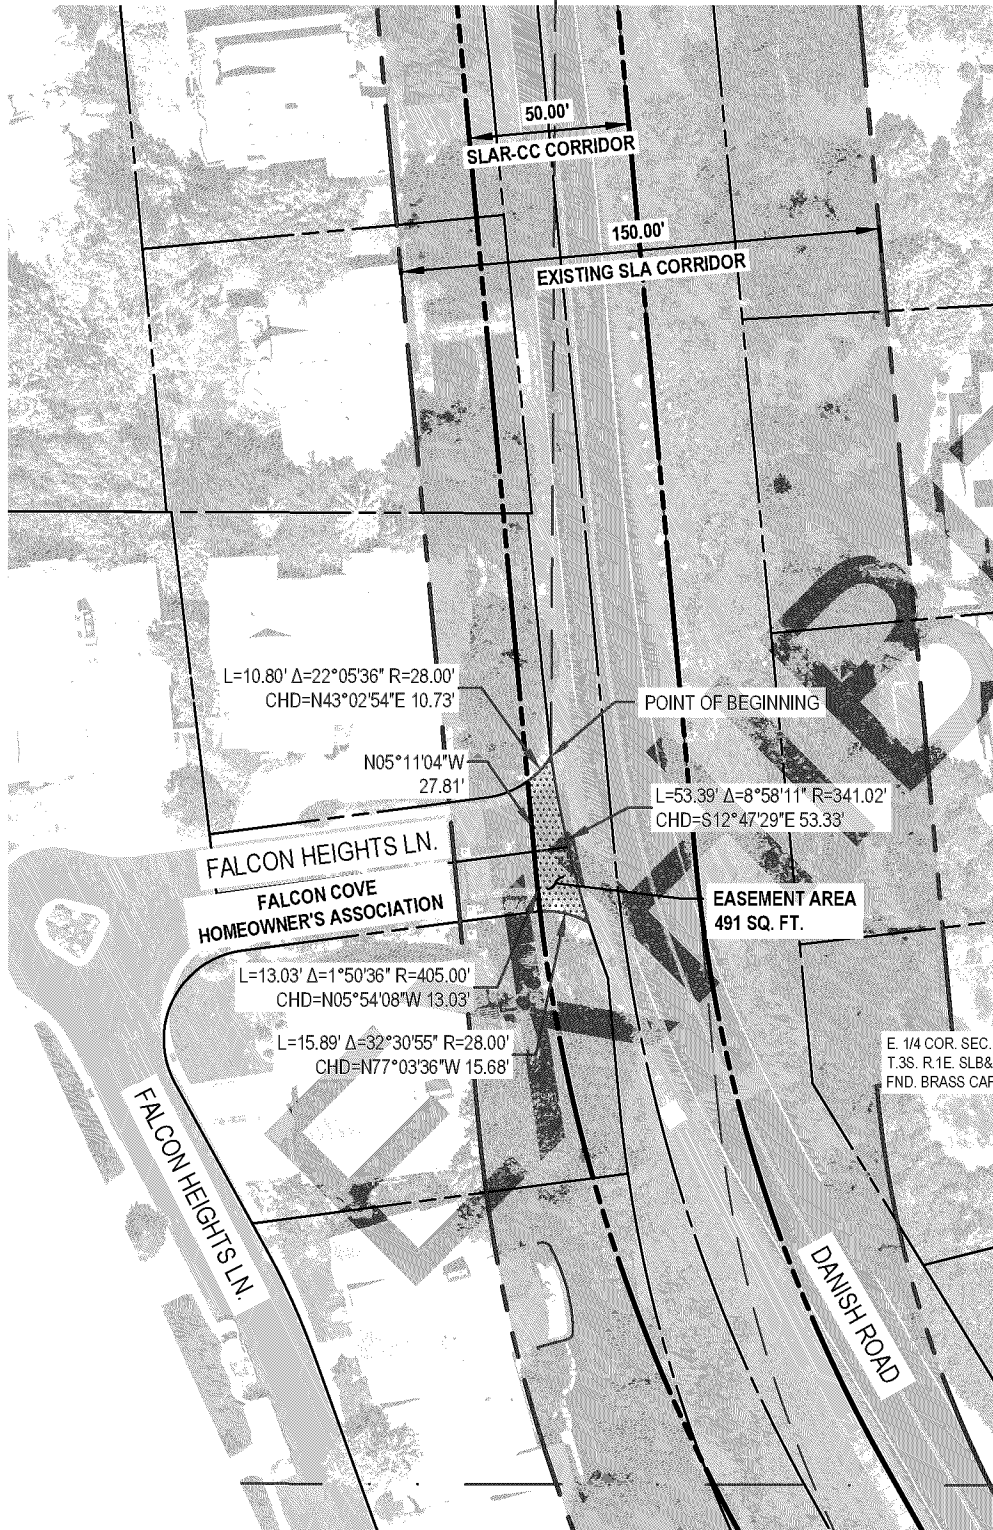 50.00'
SLAR-CC CORRIDOR
150.00'
EXISTING SLA CORRIDOR
L=10.80' Δ=22°05'36" R=28.00'
CHD=N43°02'54"E 10.73'
POINT OF BEGINNING
N05°11'04"W
27.81'
L=53.39' Δ=8°58'11" R=341.02'
CHD=S12°47'29"E 53.33'
FALCON HEIGHTS LN.
FALCON COVE
HOMEOWNER'S ASSOCIATION
EASEMENT AREA
491 SQ. FT.
L=13.03' Δ=1°50'36" R=405.00'
CHD=N05°54'08"W 13.03'
L=15.89' Δ=32°30'55" R=28.00'
CHD=N77°03'36"W 15.68'
E. 1/4 COR. SEC.
T.3S. R.1E. SLB&
FND. BRASS CAP
FALCON HEIGHTS LN.
DANISH ROAD